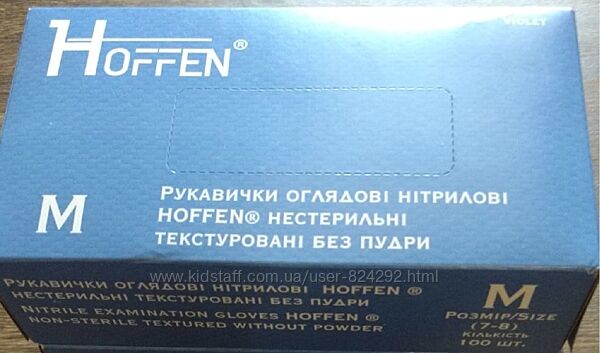 VIOLET
HOFFEN®
M
РУКАВИЧКИ ОГЛЯДОВІ НІТРИЛОВІ
HOFFEN® НЕСТЕРИЛЬНІ
ТЕКСТУРОВАНІ БЕЗ ПУДРИ
www.kidstaff.com.ua/user-824292.html
РУКАВИЧКИ ОГЛЯДОВІ НІТРИЛОВІ HOFFEN®
НЕСТЕРИЛЬНІ ТЕКСТУРОВАНІ БЕЗ ПУДРИ
NITRILE EXAMINATION GLOVES HOFFEN®
NON-STERILE TEXTURED WITHOUT POWDER
M
РОЗМІР/SIZE
(7-8)
КІЛЬКІСТЬ
100 ШТ.